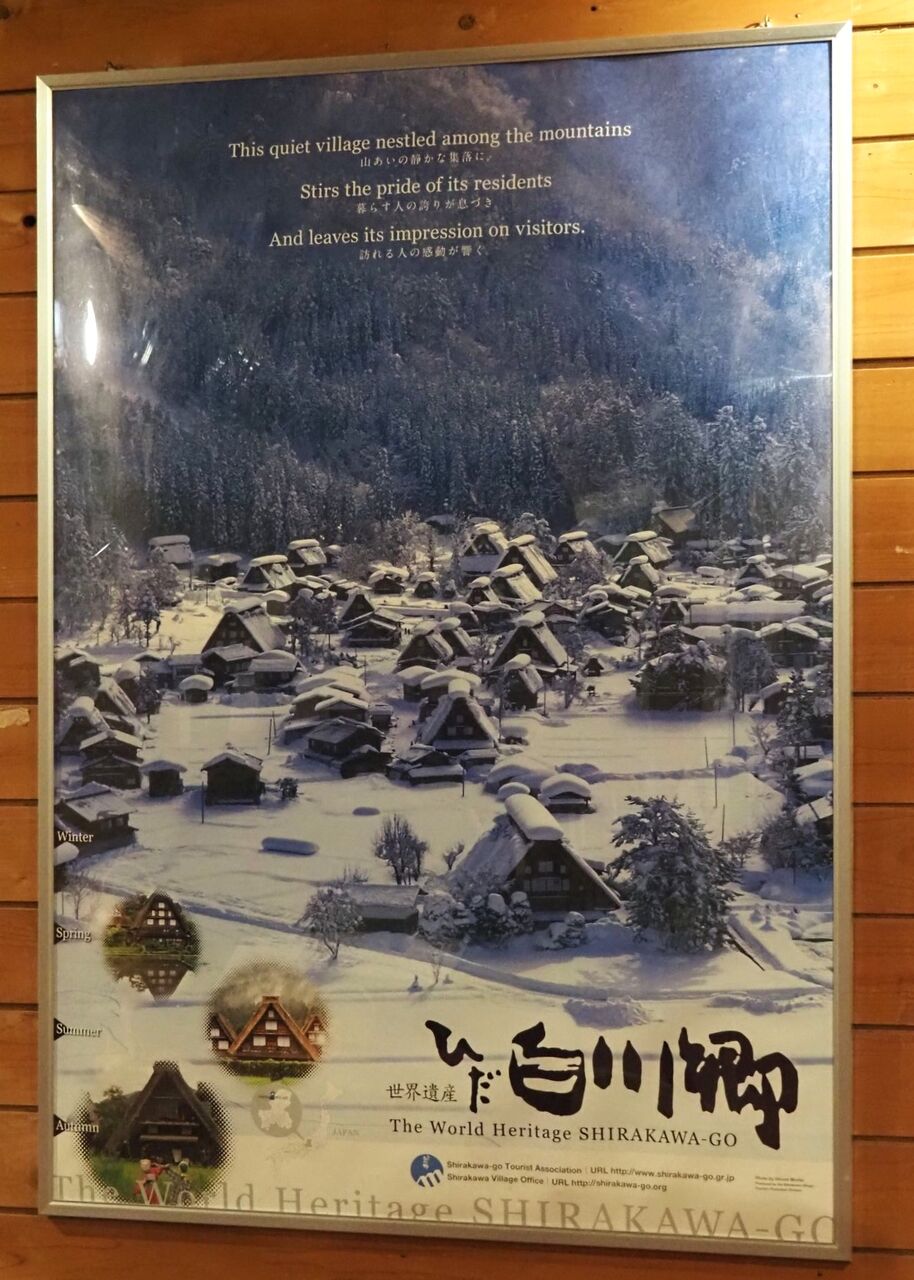 This quiet village nestled among the mountains
山あいの静かな集落に、
Stirs the pride of its residents
暮らす人の誇りが息づき
And leaves its impression on visitors.
訪れる人の感動が響く。
Winter
Spring
Summer
Autumn
JAPAN
ひだ白川郷
世界遺産
The World Heritage SHIRAKAWA-GO
Shirakawa-go Tourist Association | URL http://www.shirakawa-go.gr.jp
Shirakawa Village Office | URL http://shirakawa-go.org
The World Heritage SHIRAKAWA-GO